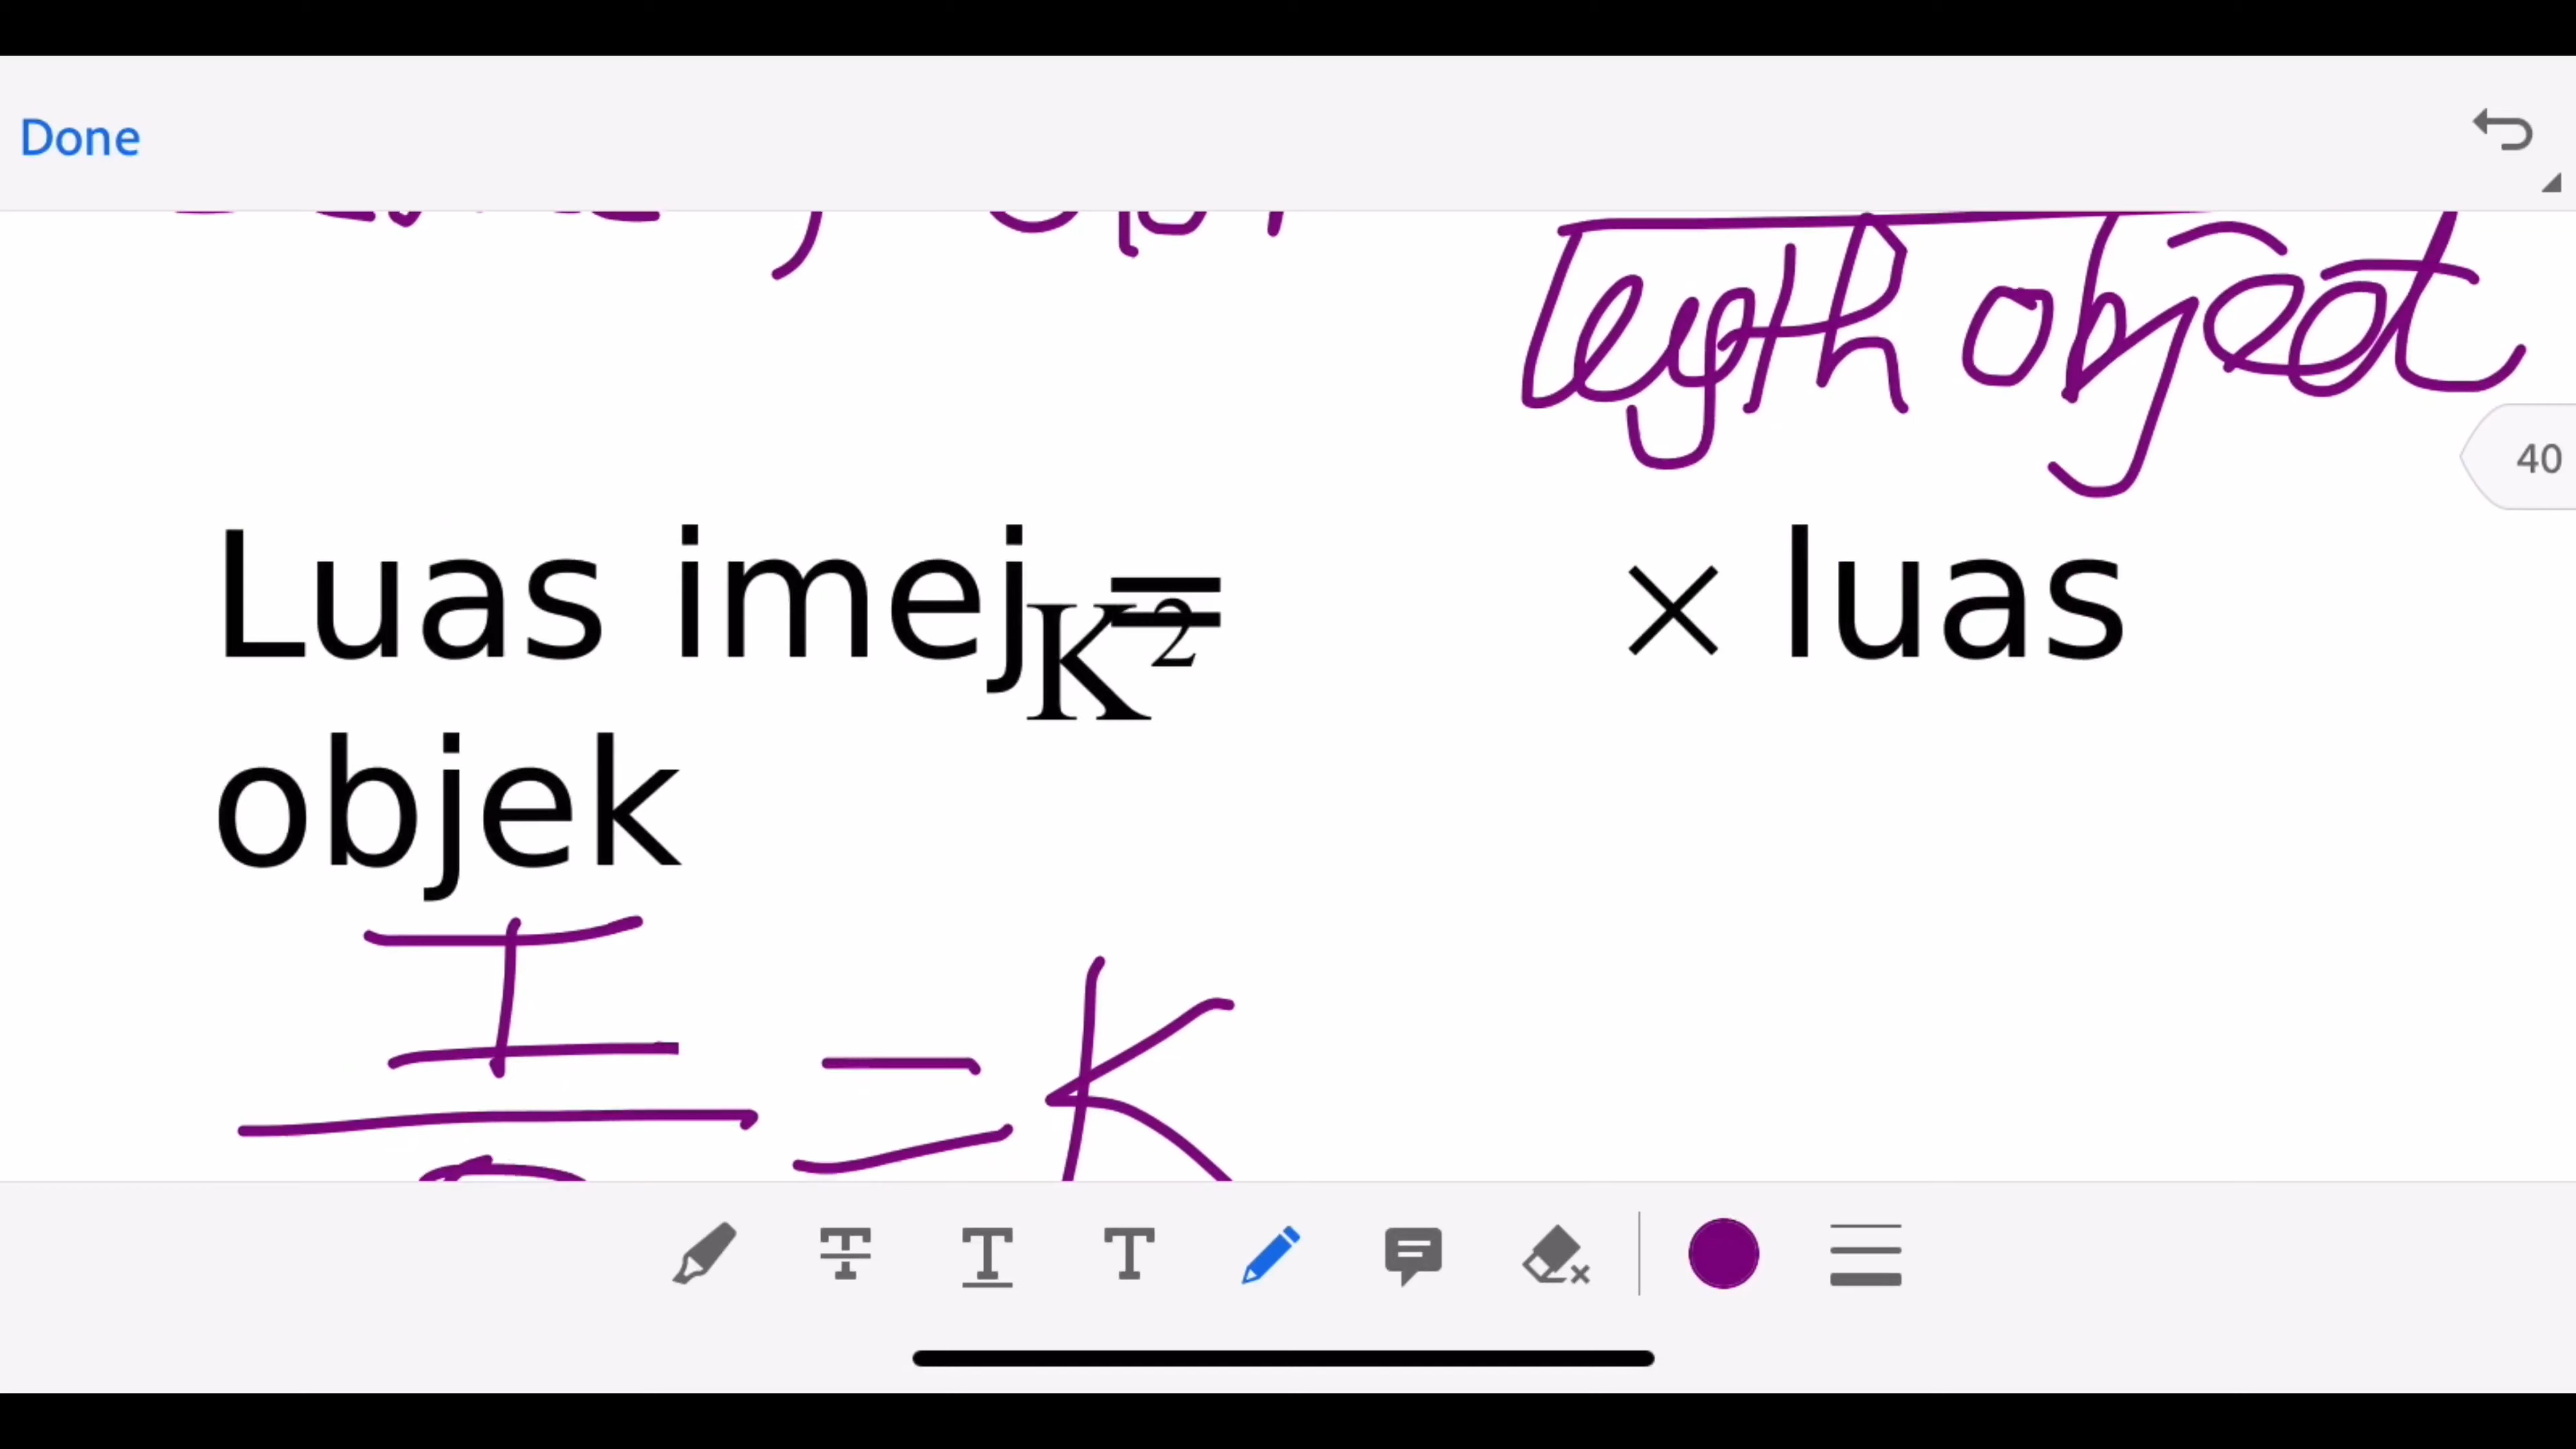 Done
length object
40
Luas imej = K² × luas
objek
I
= K